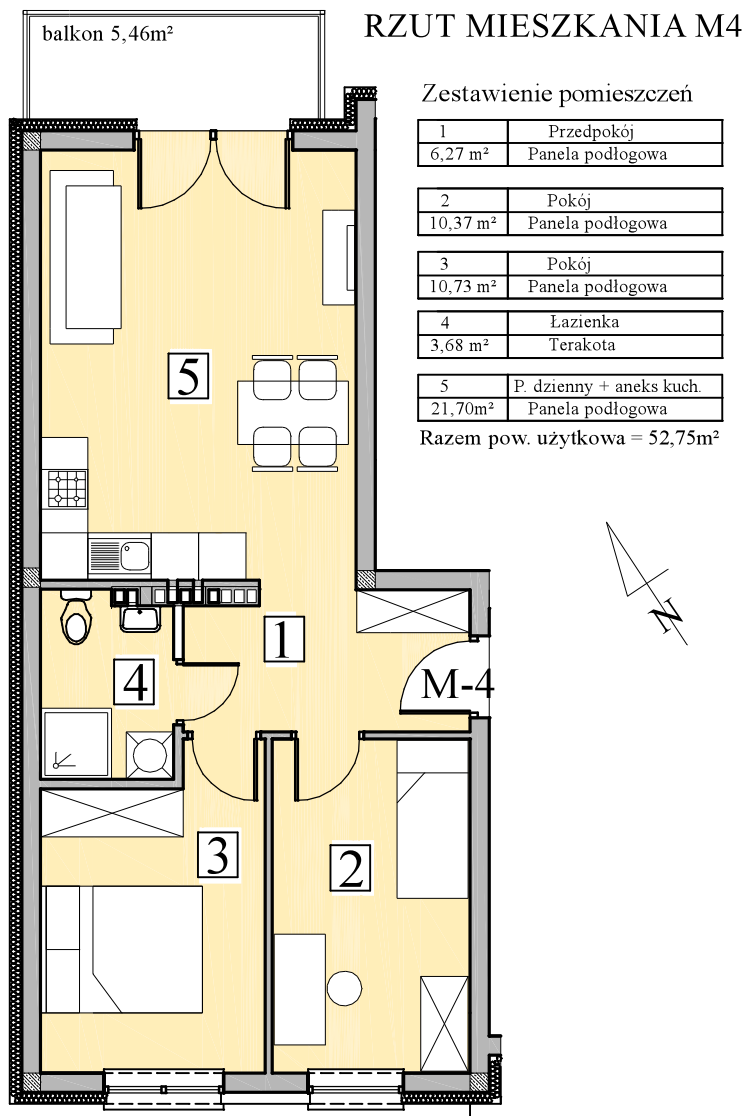 balkon 5,46m²
RZUT MIESZKANIA M4
Zestawienie pomieszczeń
1 Przedpokój
6,27 m² Panela podłogowa
2 Pokój
10,37 m² Panela podłogowa
3 Pokój
10,73 m² Panela podłogowa
4 Łazienka
3,68 m² Terakota
5 P. dzienny + aneks kuch.
21,70m² Panela podłogowa
Razem pow. użytkowa = 52,75m²
5
N
1
4
M-4
3
2